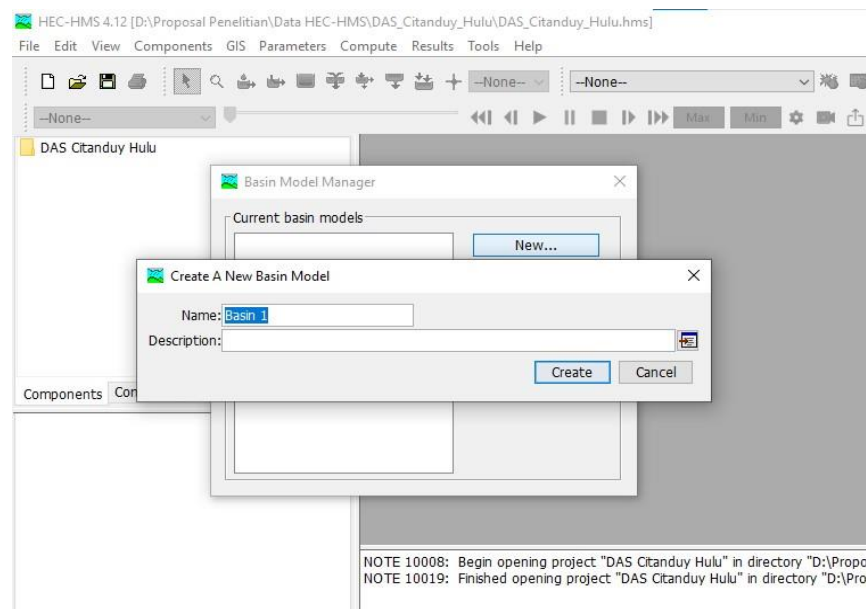 HEC-HMS 4.12 [D:\Proposal Penelitian\Data HEC-HMS\DAS_Citanduy_Hulu\DAS_Citanduy_Hulu.hms]
File Edit View Components GIS Parameters Compute Results Tools Help
--None-- --None--
--None-- Max Min
DAS Citanduy Hulu
Basin Model Manager
Current basin models
New...
Create A New Basin Model
Name: Basin 1
Description:
Create Cancel
Components Con
NOTE 10008: Begin opening project "DAS Citanduy Hulu" in directory "D:\Propo
NOTE 10019: Finished opening project "DAS Citanduy Hulu" in directory "D:\Pro